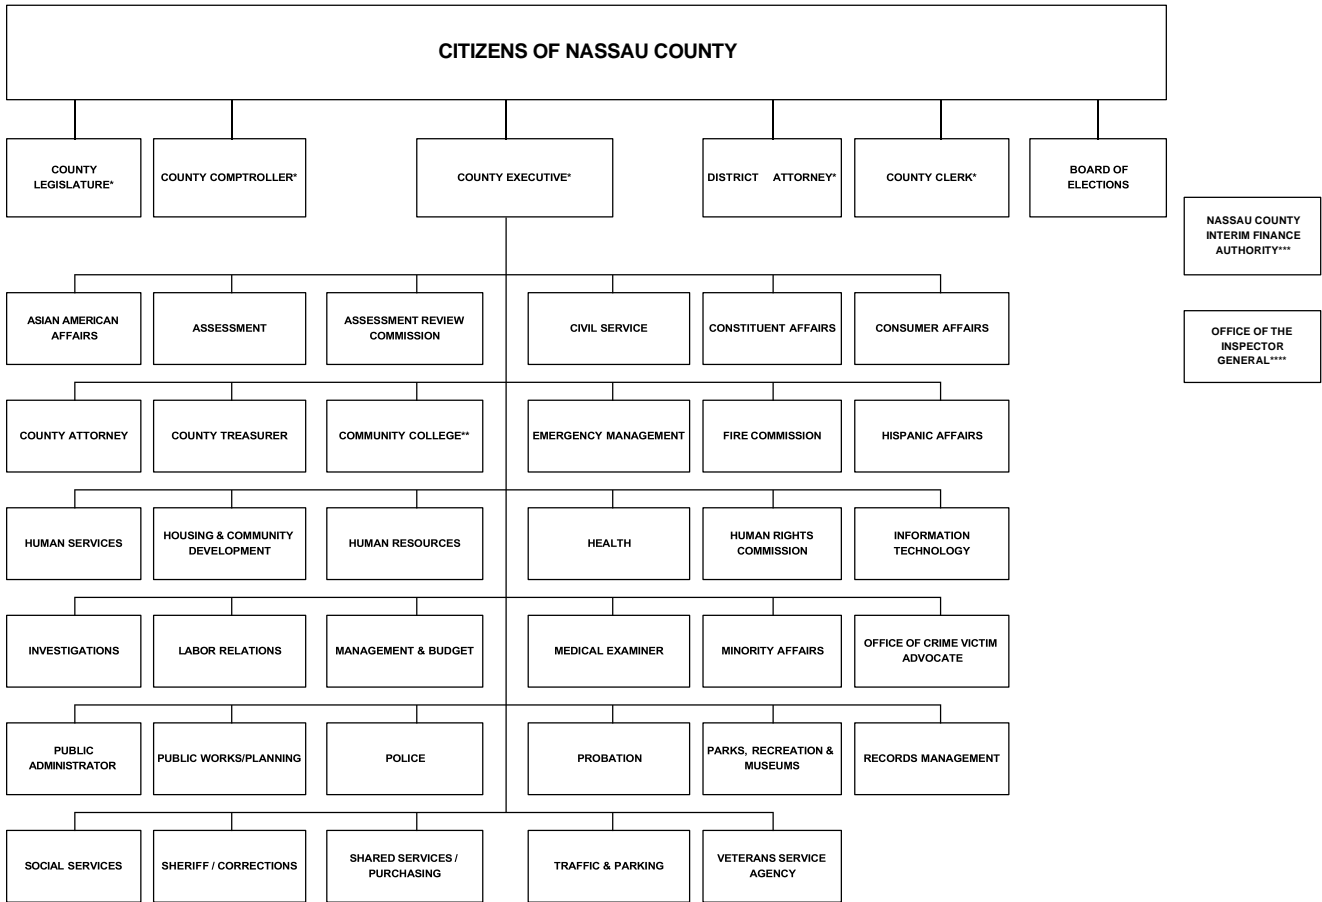 CITIZENS OF NASSAU COUNTY
COUNTY
LEGISLATURE*
COUNTY COMPTROLLER*
COUNTY EXECUTIVE*
DISTRICT ATTORNEY*
COUNTY CLERK*
BOARD OF
ELECTIONS
NASSAU COUNTY
INTERIM FINANCE
AUTHORITY***
ASIAN AMERICAN
AFFAIRS
ASSESSMENT
ASSESSMENT REVIEW
COMMISSION
CIVIL SERVICE
CONSTITUENT AFFAIRS
CONSUMER AFFAIRS
OFFICE OF THE
INSPECTOR
GENERAL****
COUNTY ATTORNEY
COUNTY TREASURER
COMMUNITY COLLEGE**
EMERGENCY MANAGEMENT
FIRE COMMISSION
HISPANIC AFFAIRS
HUMAN SERVICES
HOUSING & COMMUNITY
DEVELOPMENT
HUMAN RESOURCES
HEALTH
HUMAN RIGHTS
COMMISSION
INFORMATION
TECHNOLOGY
INVESTIGATIONS
LABOR RELATIONS
MANAGEMENT & BUDGET
MEDICAL EXAMINER
MINORITY AFFAIRS
OFFICE OF CRIME VICTIM
ADVOCATE
PUBLIC
ADMINISTRATOR
PUBLIC WORKS/PLANNING
POLICE
PROBATION
PARKS, RECREATION &
MUSEUMS
RECORDS MANAGEMENT
SOCIAL SERVICES
SHERIFF / CORRECTIONS
SHARED SERVICES /
PURCHASING
TRAFFIC & PARKING
VETERANS SERVICE
AGENCY